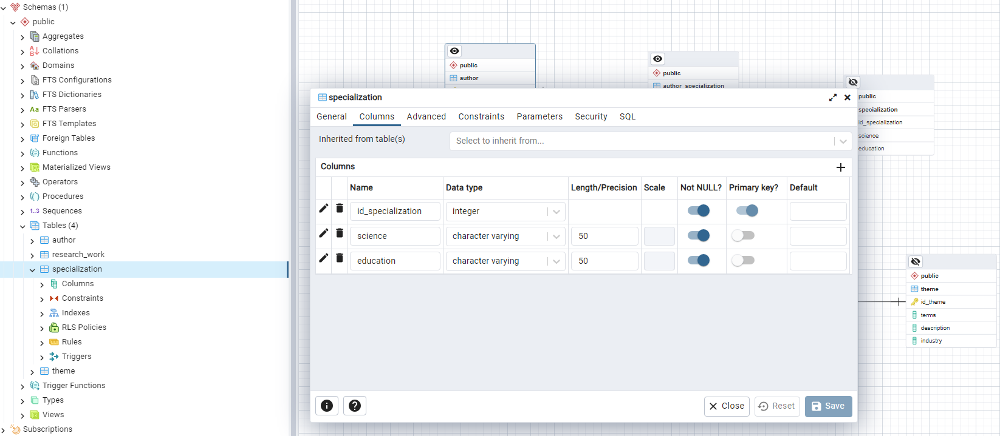 Schemas (1)
public
Aggregates
Collations
Domains
FTS Configurations
FTS Dictionaries
Aa FTS Parsers
FTS Templates
Foreign Tables
Functions
Materialized Views
Operators
Procedures
1..3 Sequences
Tables (4)
author
research_work
specialization
Columns
Constraints
Indexes
RLS Policies
Rules
Triggers
theme
Trigger Functions
Types
Views
Subscriptions
public
author
public
author_specialization
public
specialization
id_specialization
science
education
public
theme
id_theme
terms
description
industry
specialization
General Columns Advanced Constraints Parameters Security SQL
Inherited from table(s) Select to inherit from...
Columns
Name Data type Length/Precision Scale Not NULL? Primary key? Default
id_specialization integer
science character varying 50
education character varying 50
Close Reset Save